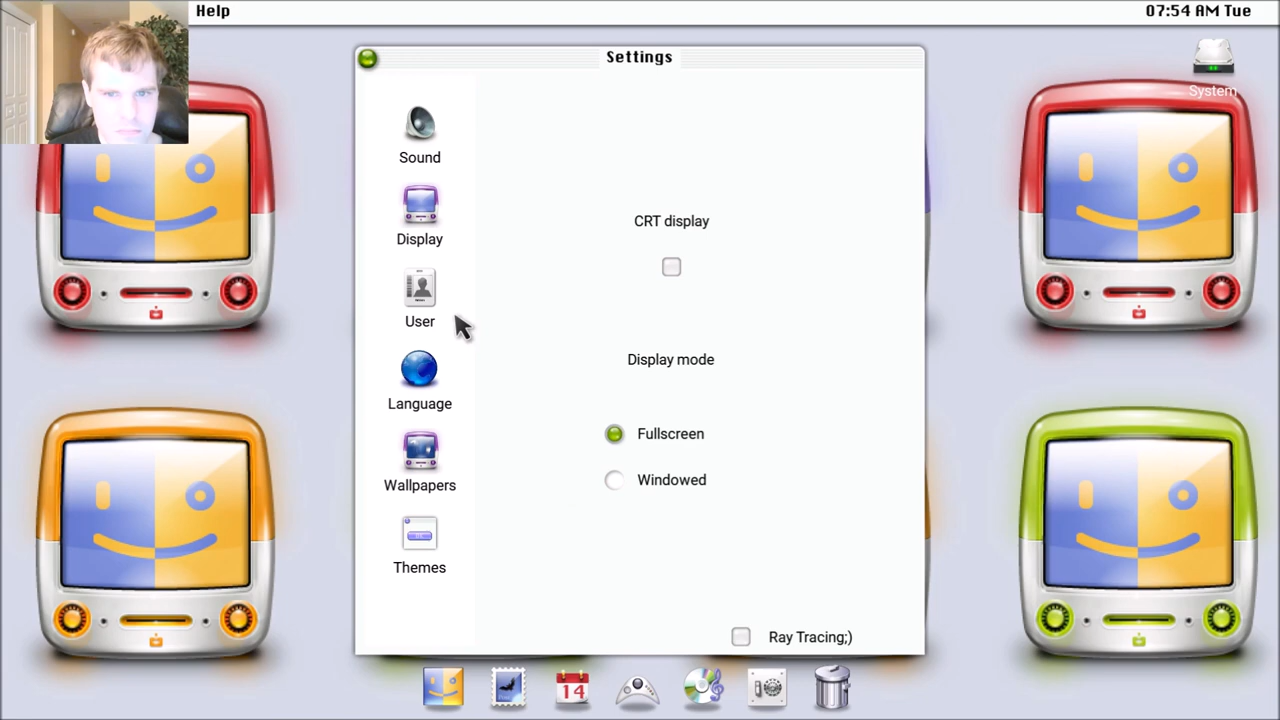 Help
07:54 AM Tue
Settings
System
Sound
Display
User
Language
Wallpapers
Themes
CRT display
Display mode
Fullscreen
Windowed
Ray Tracing;)
14